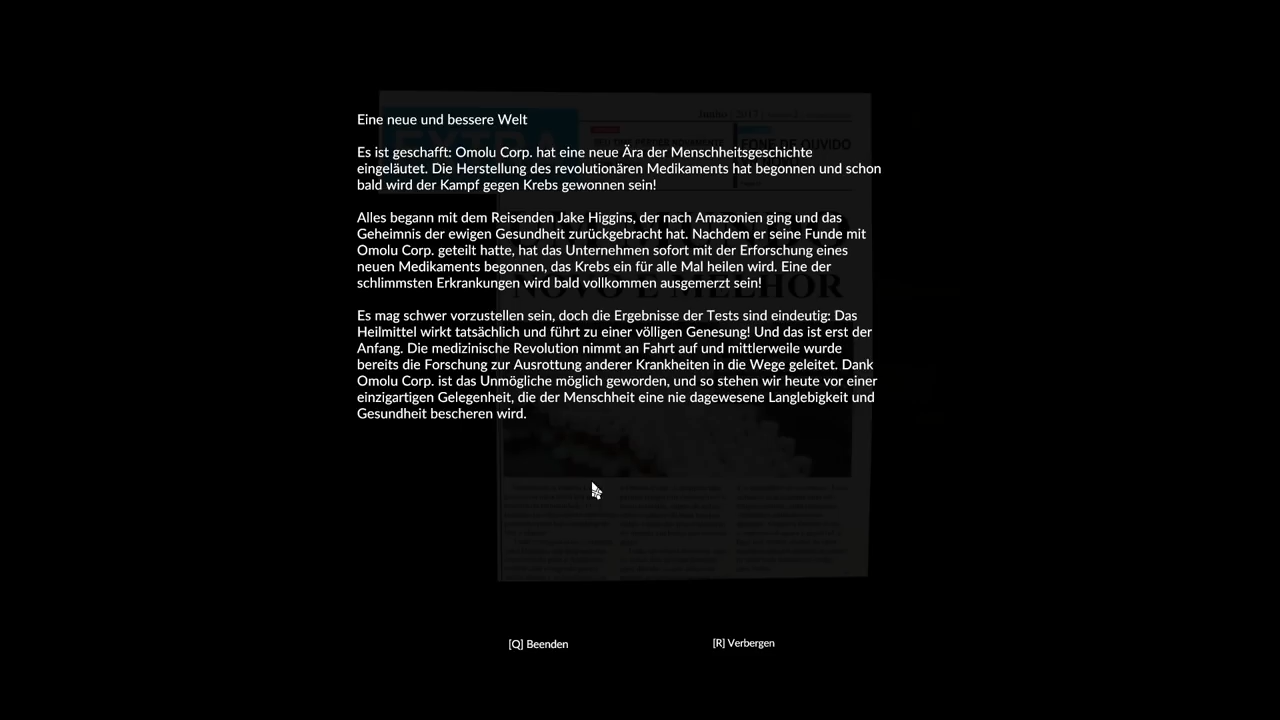 Eine neue und bessere Welt
Es ist geschafft: Omolu Corp. hat eine neue Ära der Menschheitsgeschichte
eingeläutet. Die Herstellung des revolutionären Medikaments hat begonnen und schon
bald wird der Kampf gegen Krebs gewonnen sein!
Alles begann mit dem Reisenden Jake Higgins, der nach Amazonien ging und das
Geheimnis der ewigen Gesundheit zurückgebracht hat. Nachdem er seine Funde mit
Omolu Corp. geteilt hatte, hat das Unternehmen sofort mit der Erforschung eines
neuen Medikaments begonnen, das Krebs ein für alle Mal heilen wird. Eine der
schlimmsten Erkrankungen wird bald vollkommen ausgemerzt sein!
Es mag schwer vorzustellen sein, doch die Ergebnisse der Tests sind eindeutig: Das
Heilmittel wirkt tatsächlich und führt zu einer völligen Genesung! Und das ist erst der
Anfang. Die medizinische Revolution nimmt an Fahrt auf und mittlerweile wurde
bereits die Forschung zur Ausrottung anderer Krankheiten in die Wege geleitet. Dank
Omolu Corp. ist das Unmögliche möglich geworden, und so stehen wir heute vor einer
einzigartigen Gelegenheit, die der Menschheit eine nie dagewesene Langlebigkeit und
Gesundheit bescheren wird.
EXTRA
FONE DE OUVIDO
NOVO E MELHOR
[Q] Beenden
[R] Verbergen